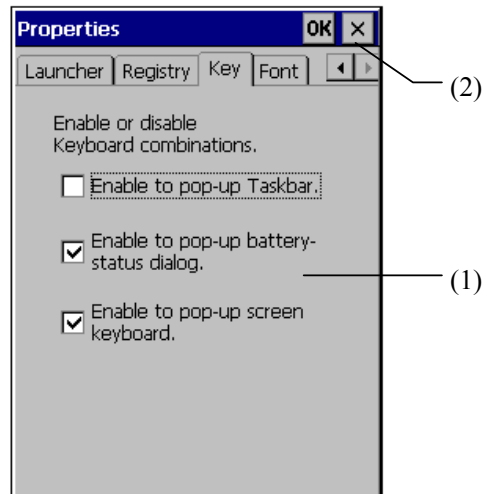 Properties OK ×
Launcher Registry Key Font
(2)
Enable or disable
Keyboard combinations.
Enable to pop-up Taskbar.
Enable to pop-up battery-
status dialog.
(1)
Enable to pop-up screen
keyboard.